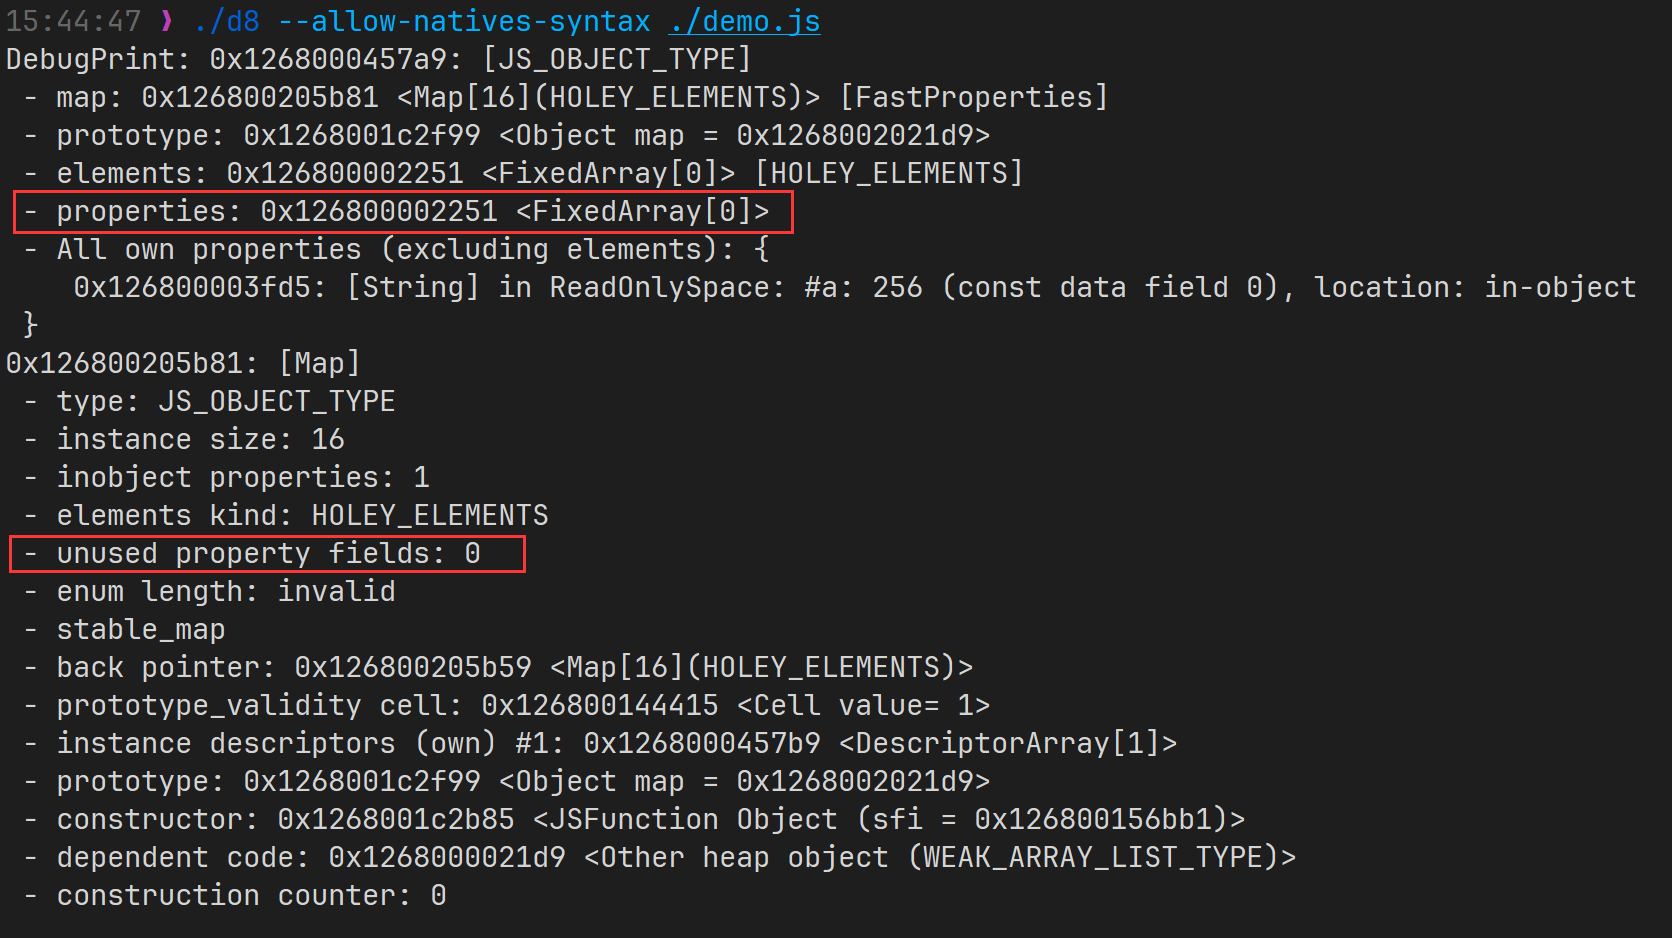 15:44:47 ❯ ./d8 --allow-natives-syntax ./demo.js
DebugPrint: 0x1268000457a9: [JS_OBJECT_TYPE]
 - map: 0x126800205b81 <Map[16](HOLEY_ELEMENTS)> [FastProperties]
 - prototype: 0x1268001c2f99 <Object map = 0x1268002021d9>
 - elements: 0x126800002251 <FixedArray[0]> [HOLEY_ELEMENTS]
 - properties: 0x126800002251 <FixedArray[0]>
 - All own properties (excluding elements): {
    0x126800003fd5: [String] in ReadOnlySpace: #a: 256 (const data field 0), location: in-object
 }
0x126800205b81: [Map]
 - type: JS_OBJECT_TYPE
 - instance size: 16
 - inobject properties: 1
 - elements kind: HOLEY_ELEMENTS
 - unused property fields: 0
 - enum length: invalid
 - stable_map
 - back pointer: 0x126800205b59 <Map[16](HOLEY_ELEMENTS)>
 - prototype_validity cell: 0x126800144415 <Cell value= 1>
 - instance descriptors (own) #1: 0x1268000457b9 <DescriptorArray[1]>
 - prototype: 0x1268001c2f99 <Object map = 0x1268002021d9>
 - constructor: 0x1268001c2b85 <JSFunction Object (sfi = 0x126800156bb1)>
 - dependent code: 0x1268000021d9 <Other heap object (WEAK_ARRAY_LIST_TYPE)>
 - construction counter: 0